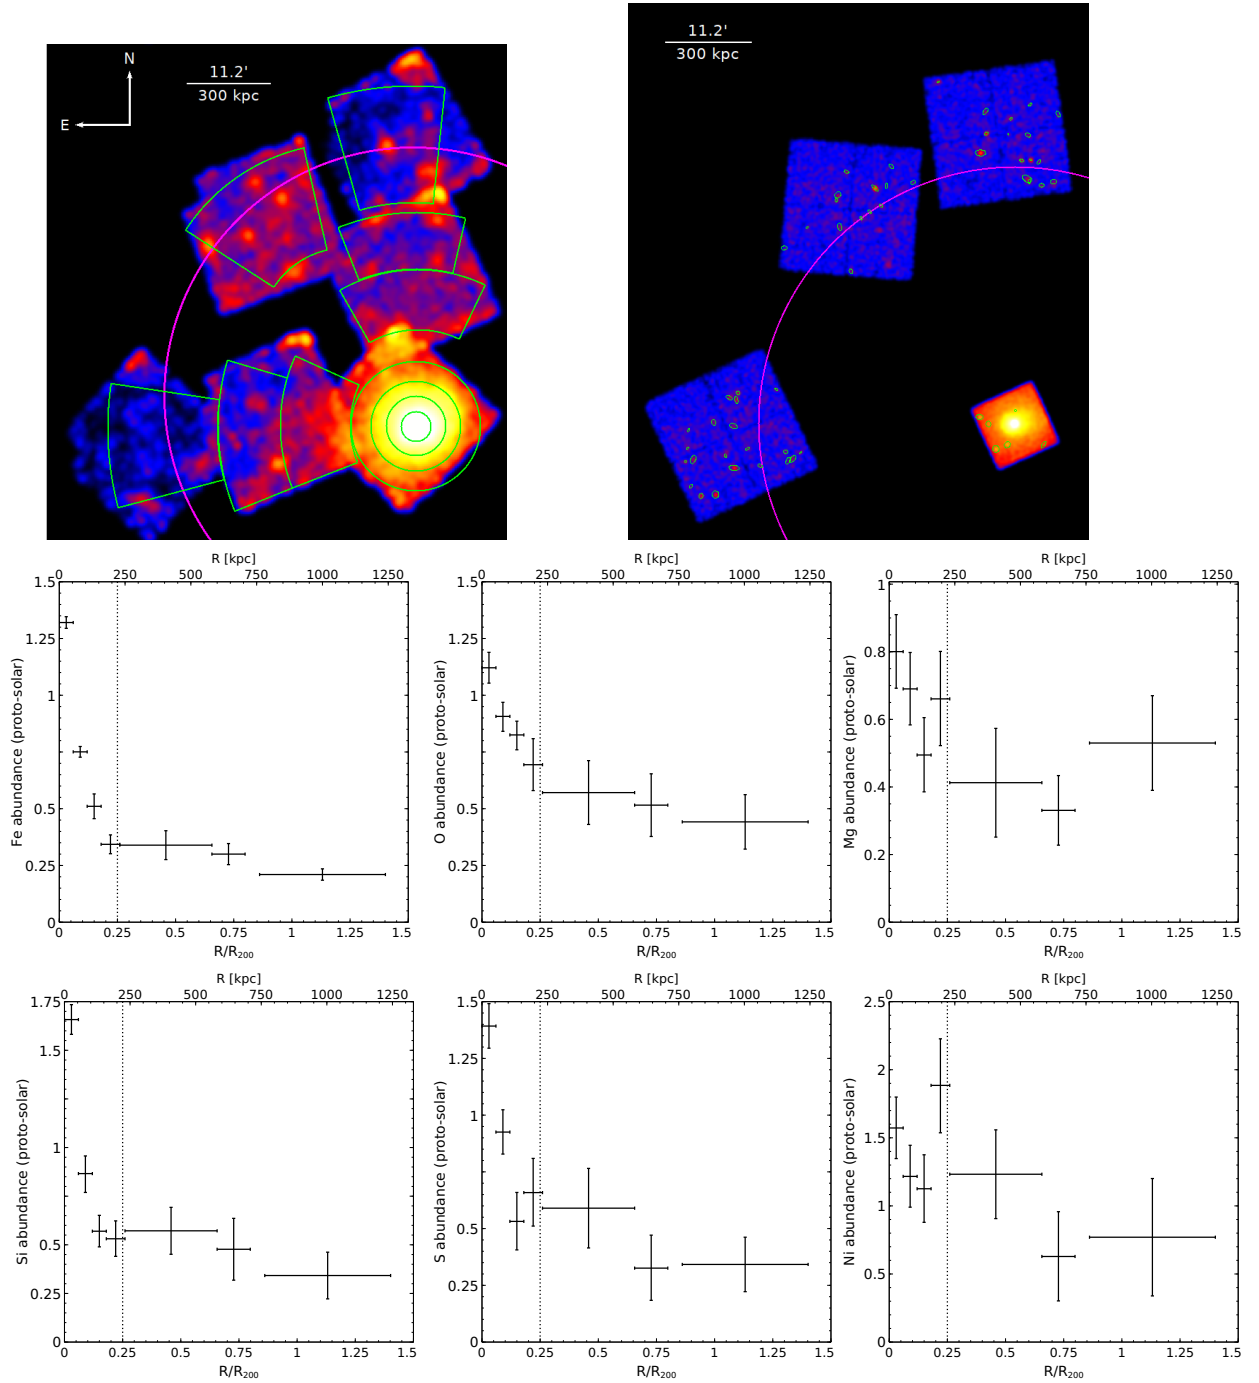 11.2'
300 kpc
N
E
11.2'
300 kpc
R [kpc]
0 250 500 750 1000 1250
Fe abundance (proto-solar)
1.5
1.25
1
0.5
0.25
0
0 0.25 0.5 0.75 1 1.25 1.5
R/R200
R [kpc]
0 250 500 750 1000 1250
O abundance (proto-solar)
1.5
1.25
1
0.5
0.25
0
0 0.25 0.5 0.75 1 1.25 1.5
R/R200
R [kpc]
0 250 500 750 1000 1250
Mg abundance (proto-solar)
1
0.8
0.6
0.4
0.2
0
0 0.25 0.5 0.75 1 1.25 1.5
R/R200
R [kpc]
0 250 500 750 1000 1250
Si abundance (proto-solar)
1.75
1.5
1
0.5
0.25
0
0 0.25 0.5 0.75 1 1.25 1.5
R/R200
R [kpc]
0 250 500 750 1000 1250
S abundance (proto-solar)
1.5
1.25
1
0.5
0.25
0
0 0.25 0.5 0.75 1 1.25 1.5
R/R200
R [kpc]
0 250 500 750 1000 1250
Ni abundance (proto-solar)
2.5
2
1.5
1
0.5
0
0 0.25 0.5 0.75 1 1.25 1.5
R/R200